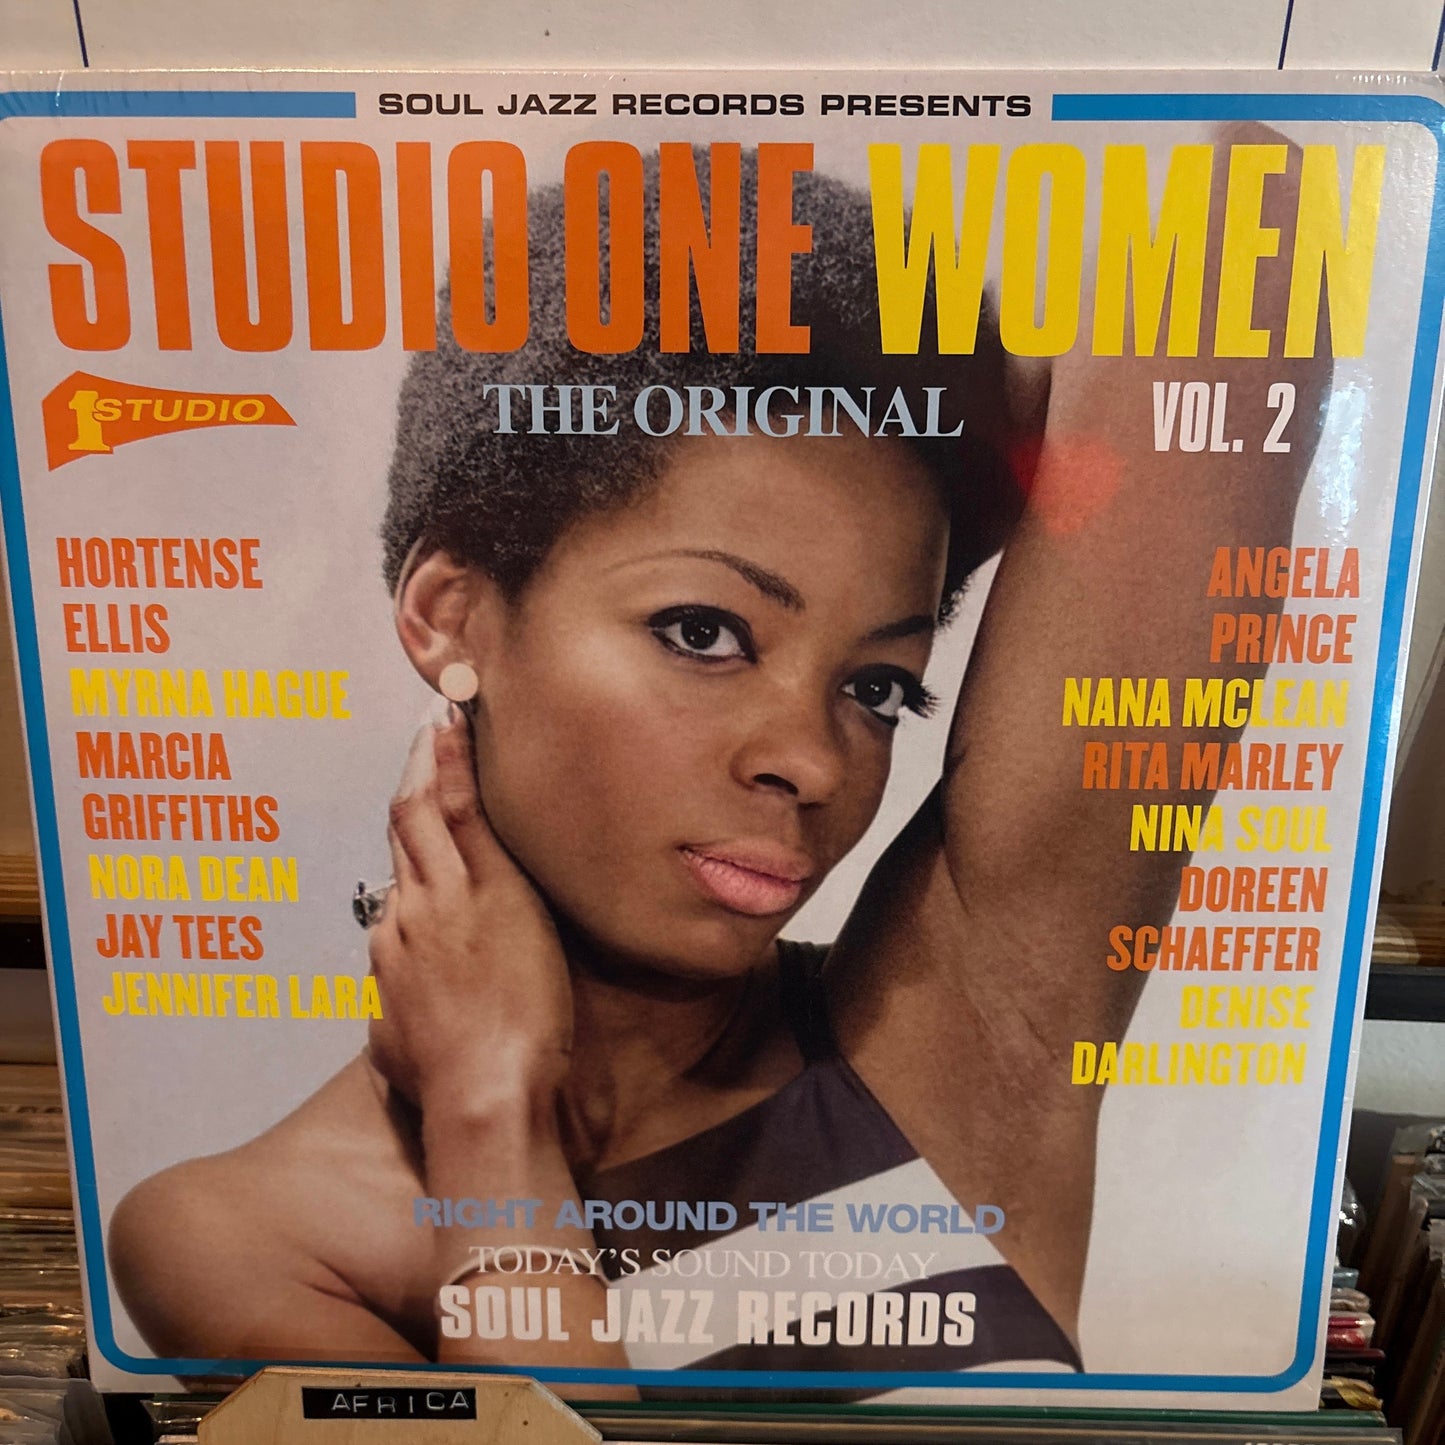 SOUL JAZZ RECORDS PRESENTS
STUDIO ONE WOMEN
THE ORIGINAL
VOL. 2
1 STUDIO
HORTENSE
ELLIS
MYRNA HAGUE
MARCIA
GRIFFITHS
NORA DEAN
JAY TEES
JENNIFER LARA
ANGELA
PRINCE
NANA MCLEAN
RITA MARLEY
NINA SOUL
DOREEN
SCHAEFFER
DENISE
DARLINGTON
RIGHT AROUND THE WORLD
TODAY'S SOUND TODAY
SOUL JAZZ RECORDS
AFRICA